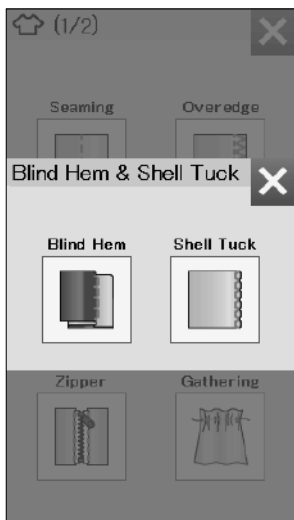 (1/2)
Seaming Overedge
Blind Hem & Shell Tuck
Blind Hem Shell Tuck
Zipper Gathering